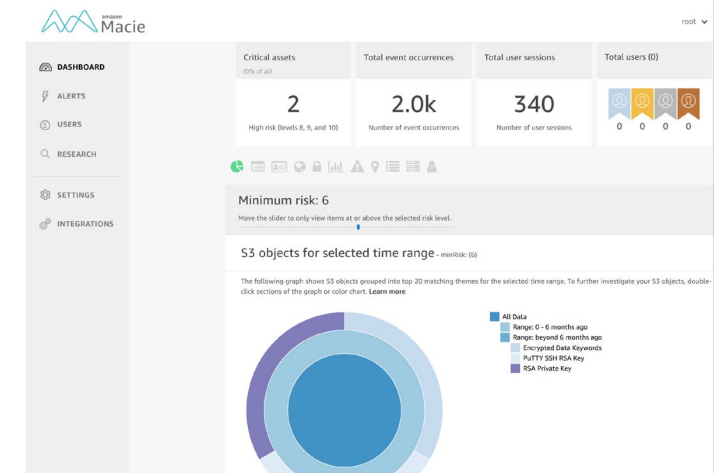 amazon
Macie
root
DASHBOARD
ALERTS
USERS
RESEARCH
SETTINGS
INTEGRATIONS
Critical assets
(0% of all)
2
High risk (levels 8, 9, and 10)
Total event occurrences
2.0k
Number of event occurrences
Total user sessions
340
Number of user sessions
Total users (0)
0 0 0 0
Minimum risk: 6
Move the slider to only view items at or above the selected risk level.
S3 objects for selected time range - minRisk: (6)
The following graph shows S3 objects grouped into top 20 matching themes for the selected time range. To further investigate your S3 objects, double-
click sections of the graph or color chart. Learn more
All Data
Range: 0 - 6 months ago
Range: beyond 6 months ago
Encrypted Data Keywords
PuTTY SSH RSA Key
RSA Private Key